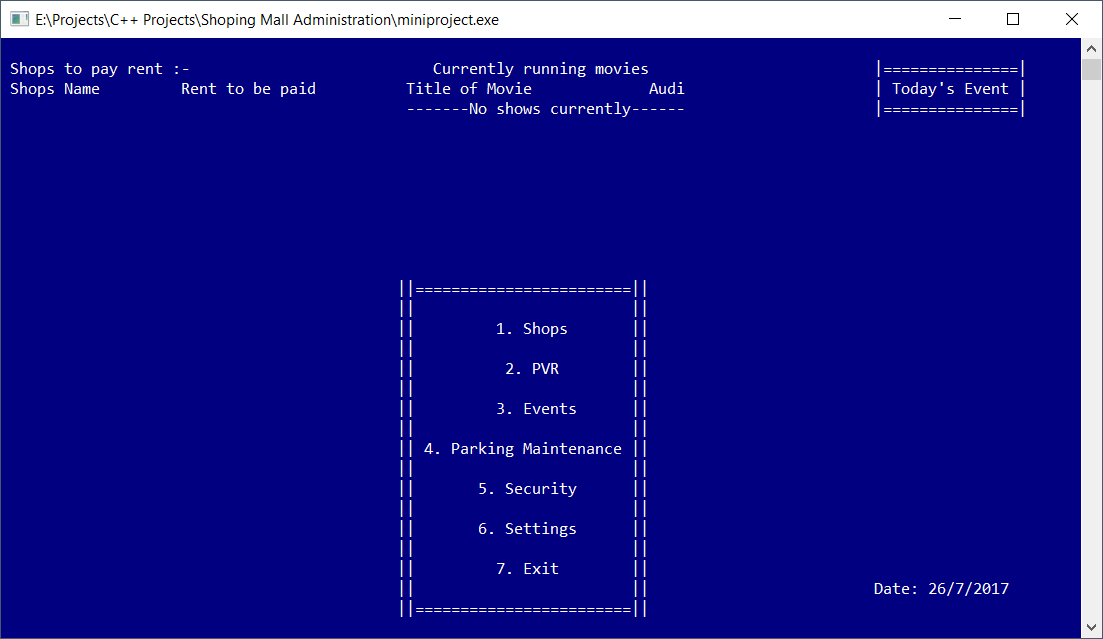 E:\Projects\C++ Projects\Shoping Mall Administration\miniproject.exe
Shops to pay rent :- Currently running movies |===============|
Shops Name Rent to be paid Title of Movie Audi | Today's Event |
-------No shows currently------ |===============|
||========================||
|| ||
|| 1. Shops ||
|| ||
|| 2. PVR ||
|| ||
|| 3. Events ||
|| ||
|| 4. Parking Maintenance ||
|| ||
|| 5. Security ||
|| ||
|| 6. Settings ||
|| ||
|| 7. Exit ||
|| || Date: 26/7/2017
||========================||